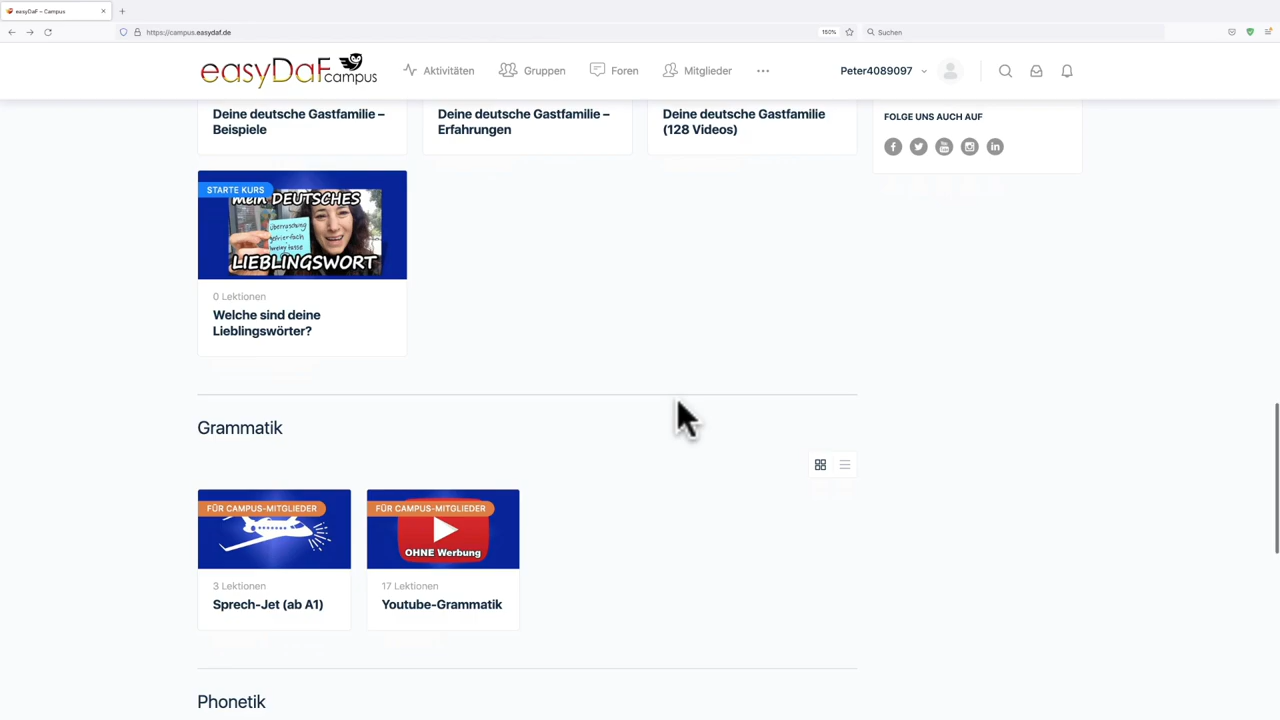 easyDaF – Campus
https://campus.easydaf.de
150%
Suchen
easyDaF campus
Aktivitäten
Gruppen
Foren
Mitglieder
Peter4089097
Deine deutsche Gastfamilie –
Beispiele
Deine deutsche Gastfamilie –
Erfahrungen
Deine deutsche Gastfamilie
(128 Videos)
FOLGE UNS AUCH AUF
STARTE KURS
mein DEUTSCHES
Überraschung
LIEBLINGSWORT
0 Lektionen
Welche sind deine
Lieblingswörter?
Grammatik
FÜR CAMPUS-MITGLIEDER
3 Lektionen
Sprech-Jet (ab A1)
FÜR CAMPUS-MITGLIEDER
OHNE Werbung
17 Lektionen
Youtube-Grammatik
Phonetik